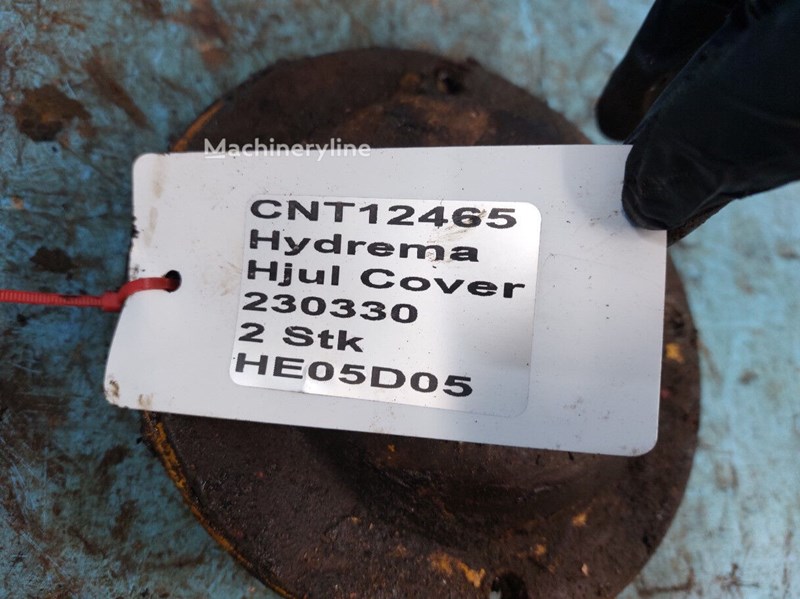 Machineryline
CNT12465
Hydrema
Hjul Cover
230330
2 Stk
HE05D05